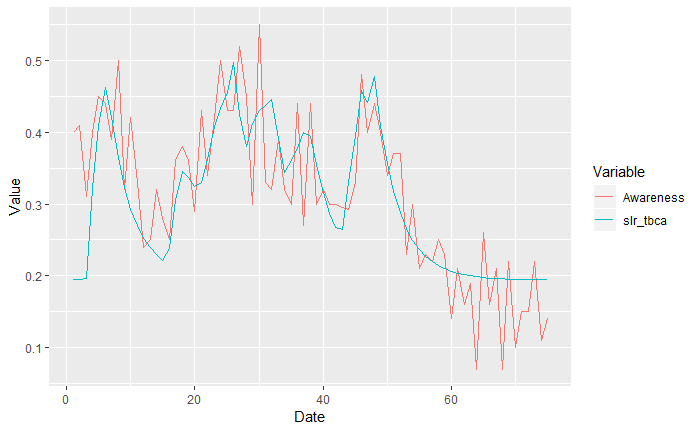 0.5
0.4
0.3
0.2
0.1
Value
0 20 40 60
Date
Variable
Awareness
slr_tbca